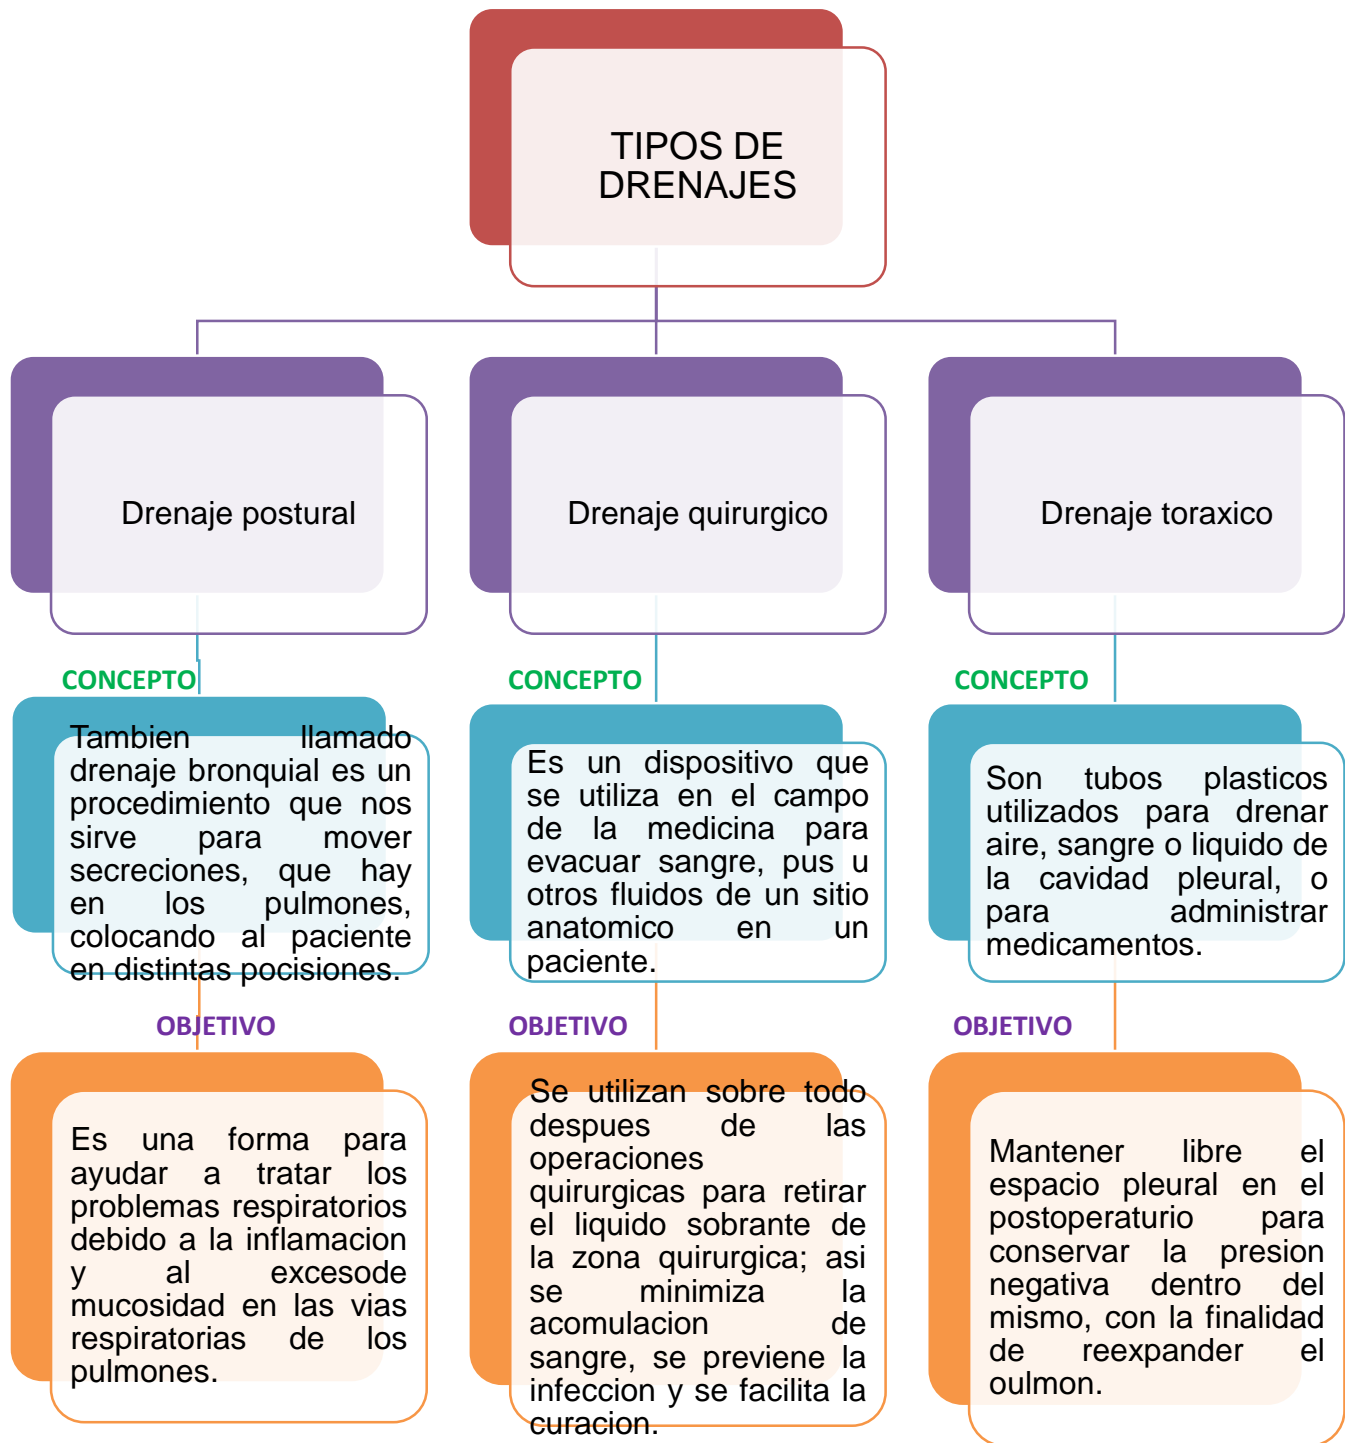 TIPOS DE
DRENAJES
Drenaje postural
Drenaje quirurgico
Drenaje toraxico
CONCEPTO
Tambien llamado
drenaje bronquial es un
procedimiento que nos
sirve para mover
secreciones, que hay
en los pulmones,
colocando al paciente
en distintas pocisiones.
CONCEPTO
Es un dispositivo que
se utiliza en el campo
de la medicina para
evacuar sangre, pus u
otros fluidos de un sitio
anatomico en un
paciente.
CONCEPTO
Son tubos plasticos
utilizados para drenar
aire, sangre o liquido de
la cavidad pleural, o
para administrar
medicamentos.
OBJETIVO
Es una forma para
ayudar a tratar los
problemas respiratorios
debido a la inflamacion
y al excesode
mucosidad en las vias
respiratorias de los
pulmones.
OBJETIVO
Se utilizan sobre todo
despues de las
operaciones
quirurgicas para retirar
el liquido sobrante de
la zona quirurgica; asi
se minimiza la
acomulacion de
sangre, se previene la
infeccion y se facilita la
curacion.
OBJETIVO
Mantener libre el
espacio pleural en el
postoperaturio para
conservar la presion
negativa dentro del
mismo, con la finalidad
de reexpander el
oulmon.